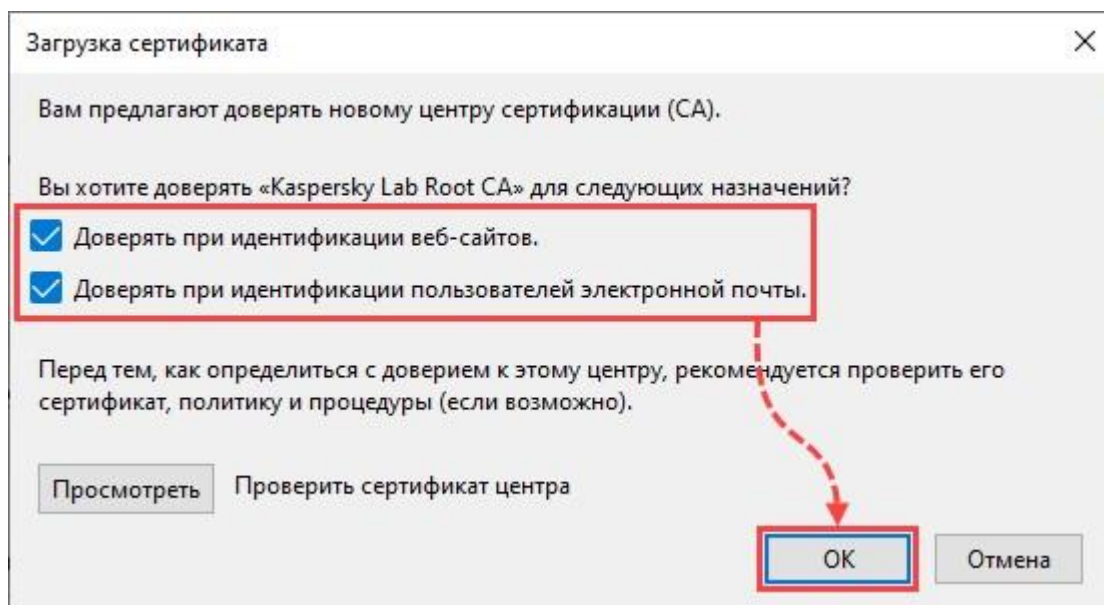 Загрузка сертификата
Вам предлагают доверять новому центру сертификации (CA).
Вы хотите доверять «Kaspersky Lab Root CA» для следующих назначений?
Доверять при идентификации веб-сайтов.
Доверять при идентификации пользователей электронной почты.
Перед тем, как определиться с доверием к этому центру, рекомендуется проверить его
сертификат, политику и процедуры (если возможно).
Просмотреть Проверить сертификат центра
ОК Отмена